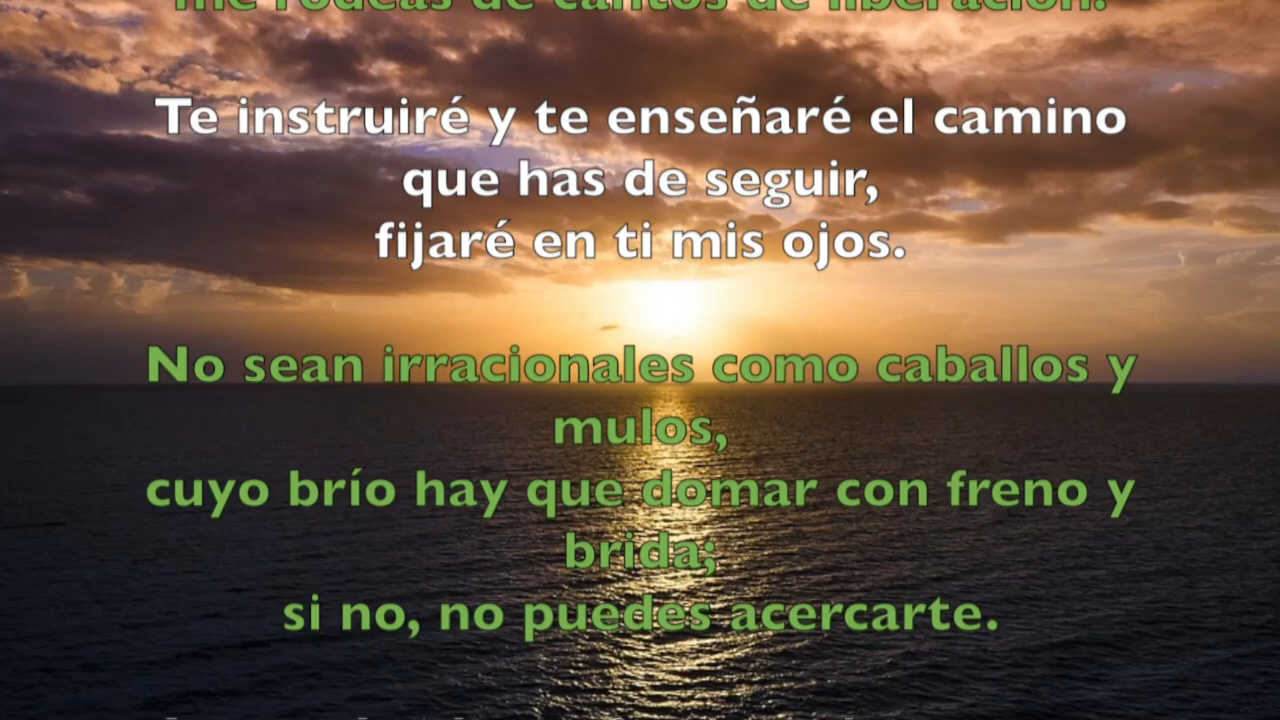 me rodeas de cantos de liberación.
Te instruiré y te enseñaré el camino
que has de seguir,
fijaré en ti mis ojos.
No sean irracionales como caballos y
mulos,
cuyo brío hay que domar con freno y
brida;
si no, no puedes acercarte.